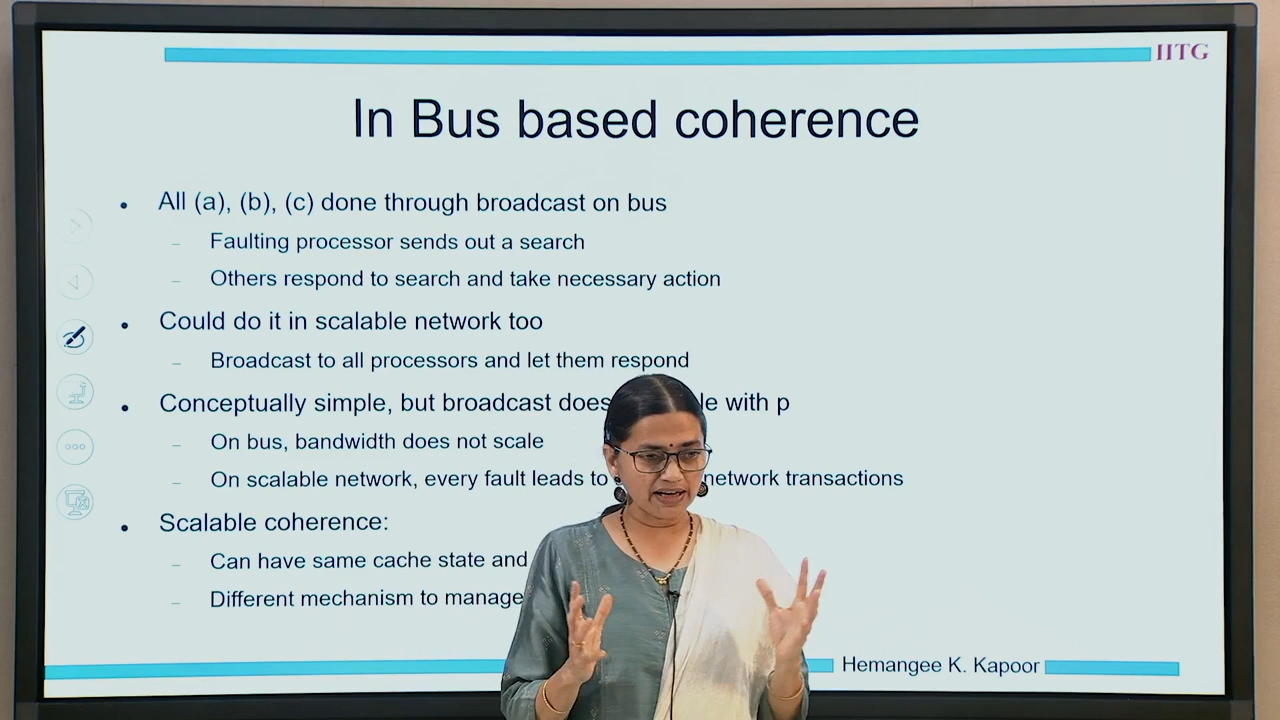 IITG
In Bus based coherence
• All (a), (b), (c) done through broadcast on bus
– Faulting processor sends out a search
– Others respond to search and take necessary action
• Could do it in scalable network too
– Broadcast to all processors and let them respond
• Conceptually simple, but broadcast does with p
– On bus, bandwidth does not scale
– On scalable network, every fault leads to network transactions
• Scalable coherence:
– Can have same cache state and
– Different mechanism to manage
Hemangee K. Kapoor